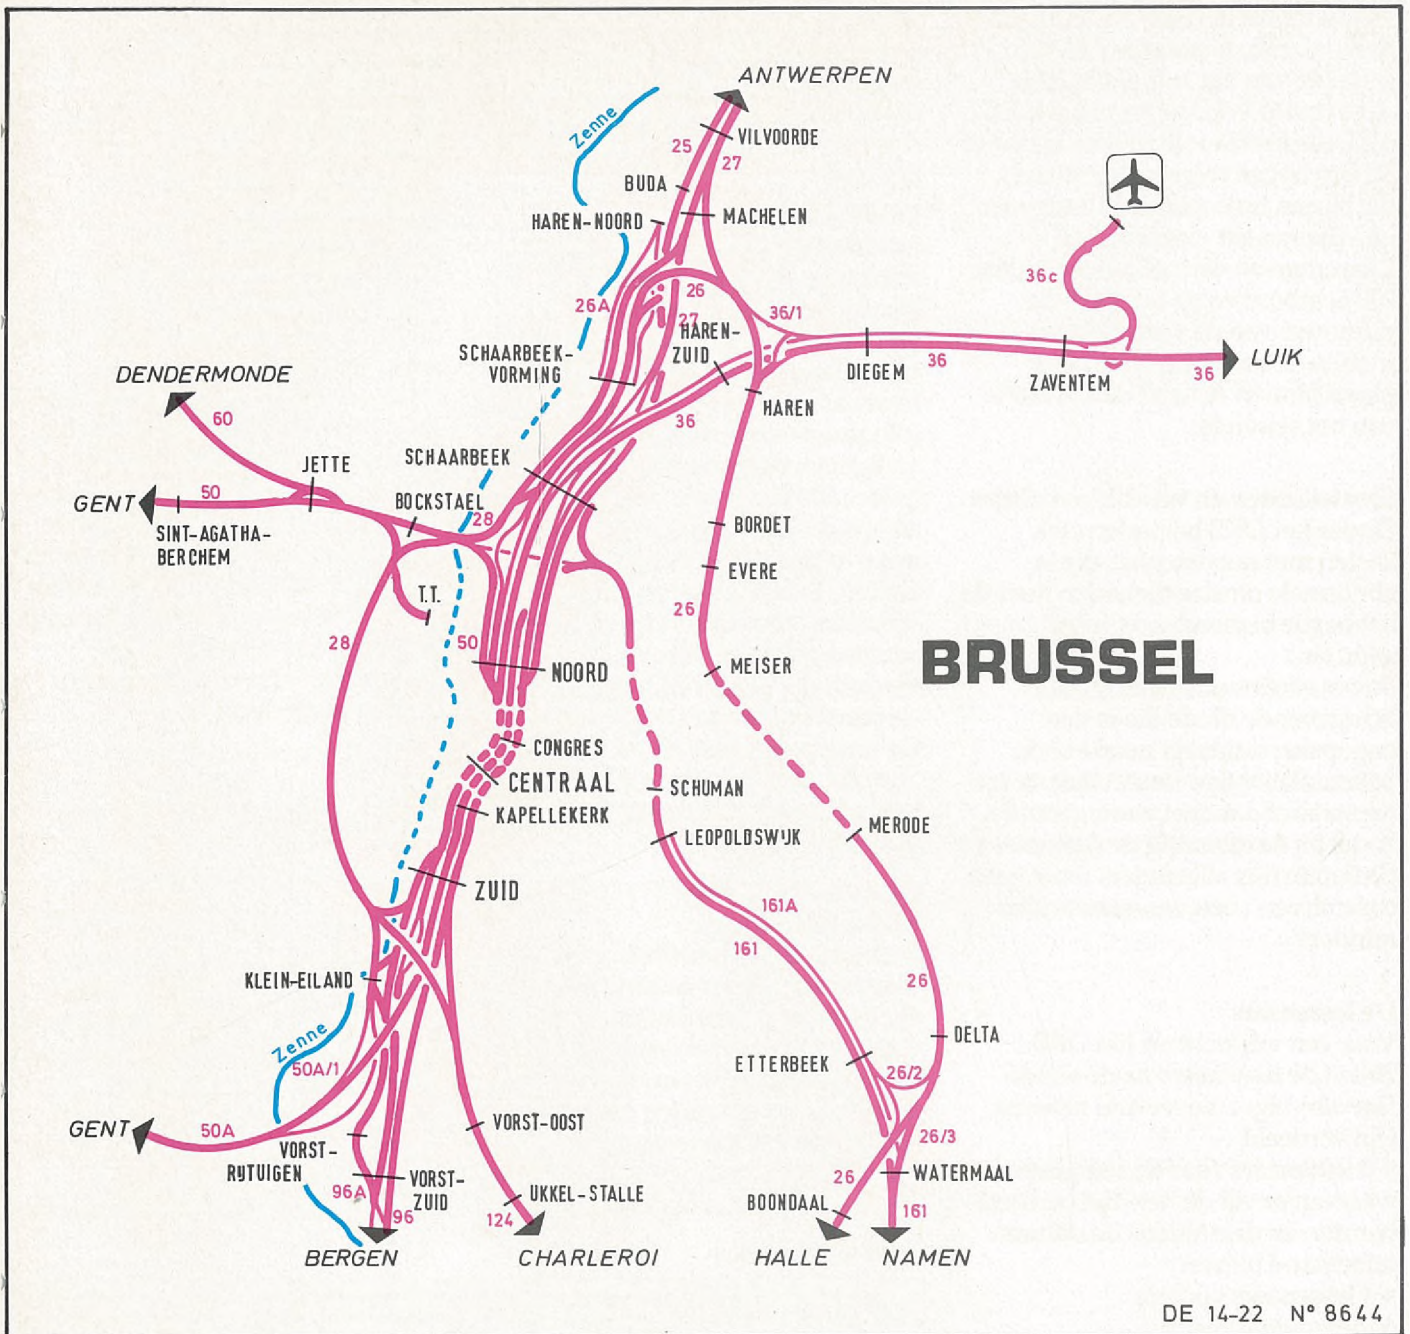 ANTWERPEN
Zenne
VILVOORDE
25
27
BUDA
HAREN-NOORD
MACHELEN
36c
26
26A
27
36/1
HAREN-
ZUID
SCHAARBEEK-
VORMING
DIEGEM
36
ZAVENTEM
36
LUIK
DENDERMONDE
60
HAREN
36
JETTE
SCHAARBEEK
GENT
50
BOCKSTAEL
28
SINT-AGATHA-
BERCHEM
BORDET
EVERE
T.T.
26
28
50
NOORD
MEISER
BRUSSEL
CONGRES
CENTRAAL
KAPELLEKERK
SCHUMAN
LEOPOLDSWIJK
MERODE
ZUID
161A
161
KLEIN-EILAND
26
Zenne
DELTA
50A/1
ETTERBEEK
26/2
GENT
50A
VORST-OOST
26/3
VORST-
RIJTUIGEN
VORST-
ZUID
96A
96
UKKEL-STALLE
124
26
WATERMAAL
BOONDAAL
161
BERGEN
CHARLEROI
HALLE
NAMEN
DE 14-22 N° 8644